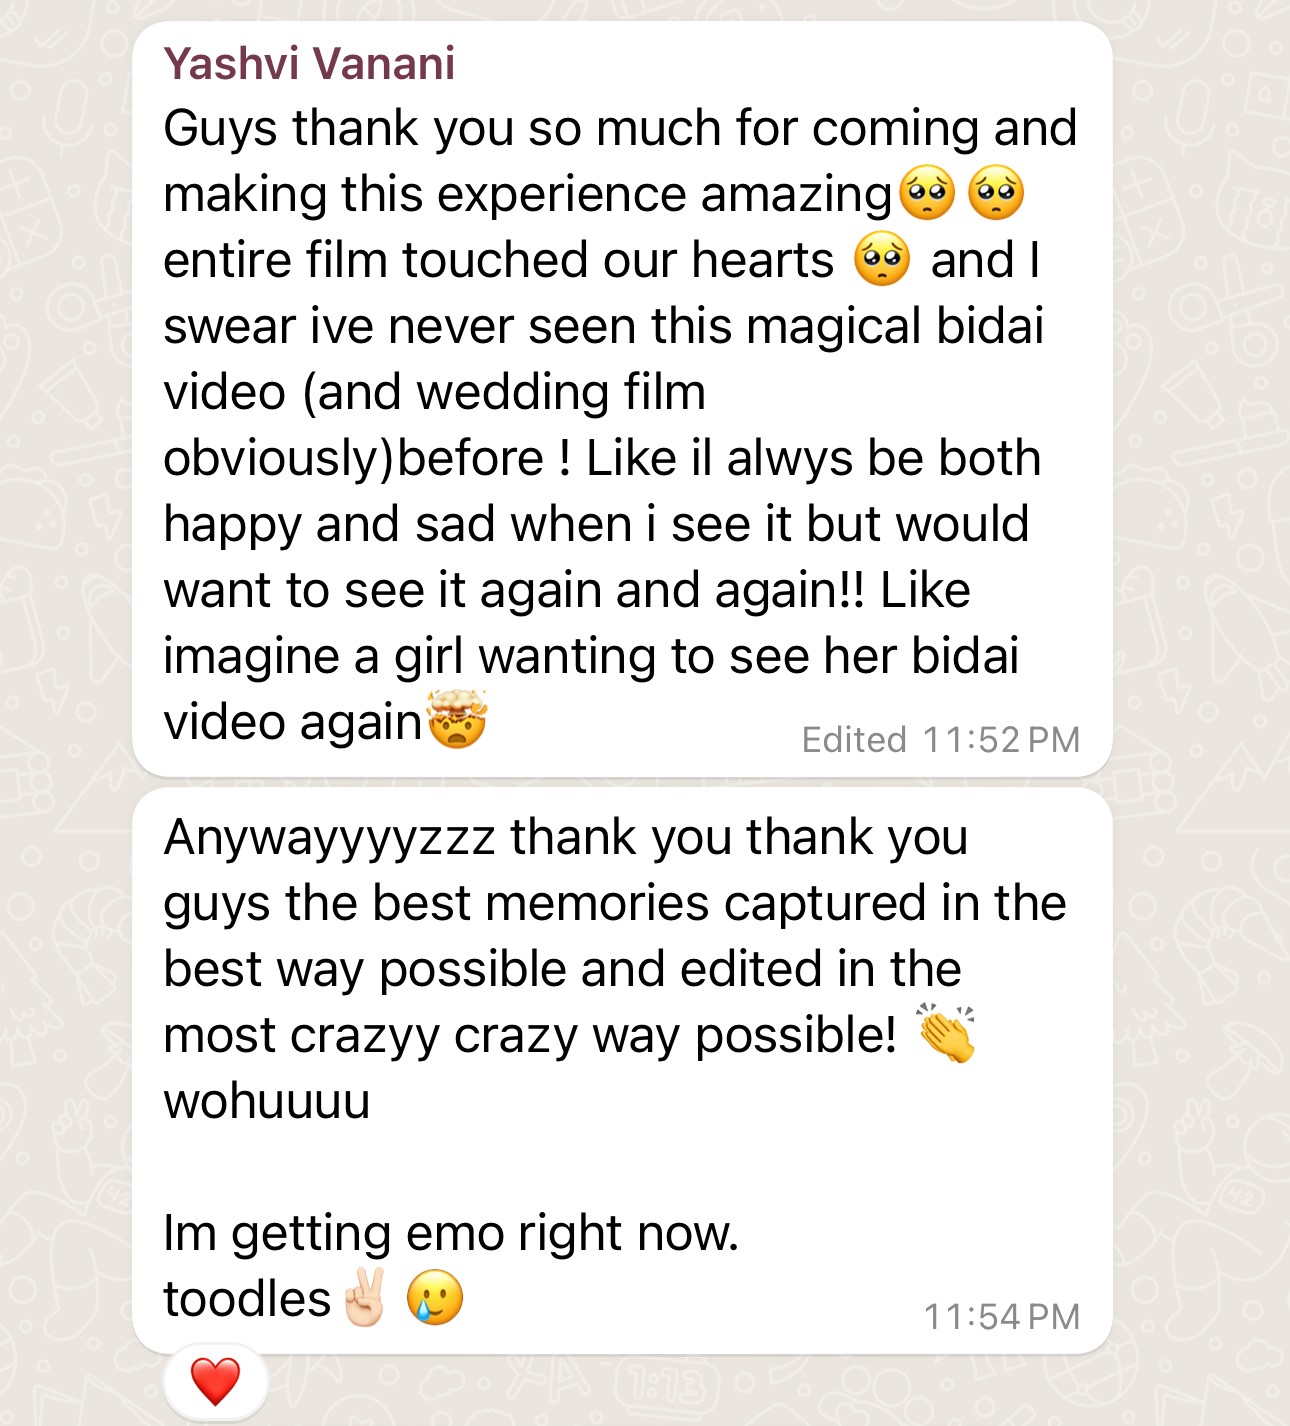 Yashvi Vanani
Guys thank you so much for coming and
making this experience amazing🥺🥺
entire film touched our hearts 🥺 and I
swear ive never seen this magical bidai
video (and wedding film
obviously)before ! Like il alwys be both
happy and sad when i see it but would
want to see it again and again!! Like
imagine a girl wanting to see her bidai
video again🤯
Edited 11:52 PM
Anywayyyyzzz thank you thank you
guys the best memories captured in the
best way possible and edited in the
most crazyy crazy way possible! 👏
wohuuuu
Im getting emo right now.
toodles✌🏻🥲
11:54 PM
❤️